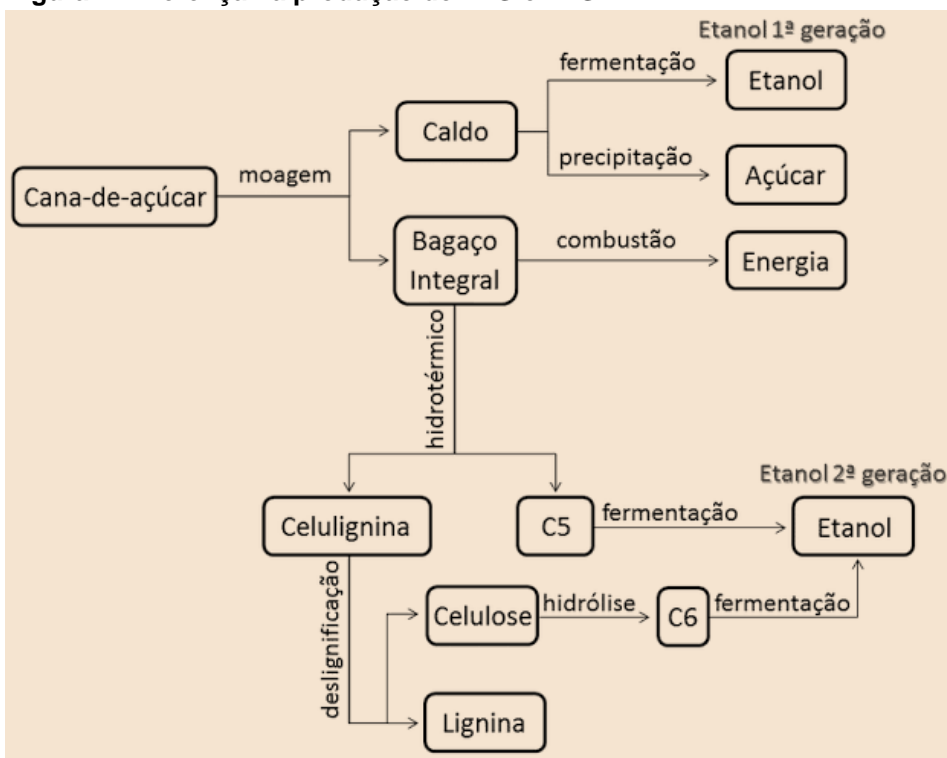 Etanol 1ª geração
fermentação
Etanol
Caldo
precipitação
Açúcar
moagem
Cana-de-açúcar
Bagaço
Integral
combustão
Energia
hidrotérmico
Etanol 2ª geração
Celulignina
C5
fermentação
Etanol
deslignificação
Celulose
hidrólise
C6
fermentação
Lignina